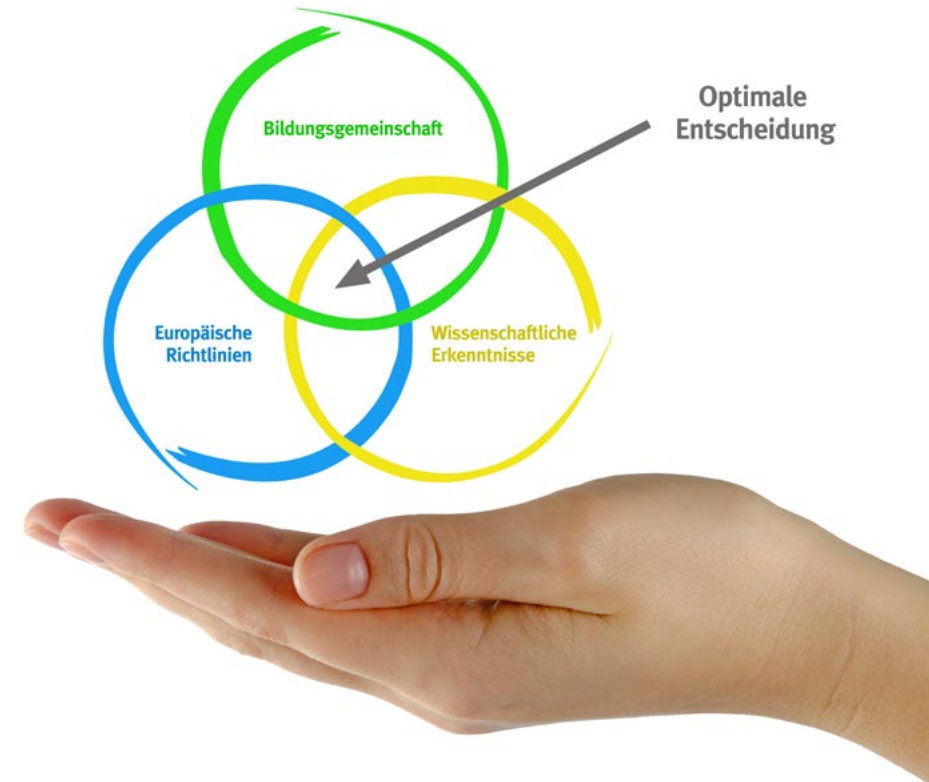 Optimale
Entscheidung
Bildungsgemeinschaft
Europäische
Richtlinien
Wissenschaftliche
Erkenntnisse